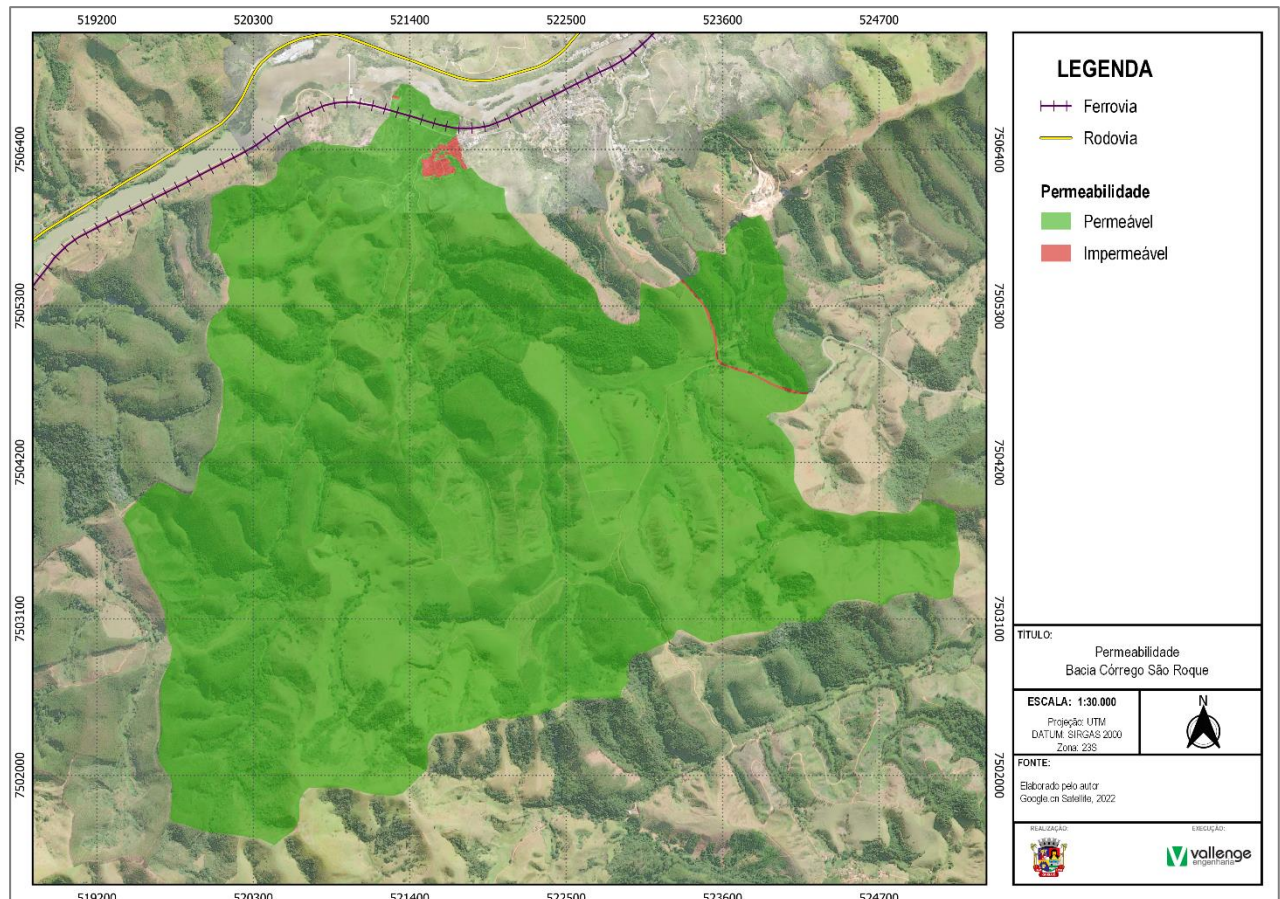 519200 520300 521400 522500 523600 524700
7506400
7505300
7504200
7503100
7502000
7506400
7505300
7504200
7503100
7502000
519200 520300 521400 522500 523600 524700
LEGENDA
Ferrovia
Rodovia
Permeabilidade
Permeável
Impermeável
TÍTULO:
Permeabilidade
Bacia Córrego São Roque
ESCALA: 1:30.000
Projeção: UTM
DATUM: SIRGAS 2000
Zona: 23S
N
FONTE:
Elaborado pelo autor
Google.cn Satellite, 2022
REALIZAÇÃO:
EXECUÇÃO:
vallenge
engenharia